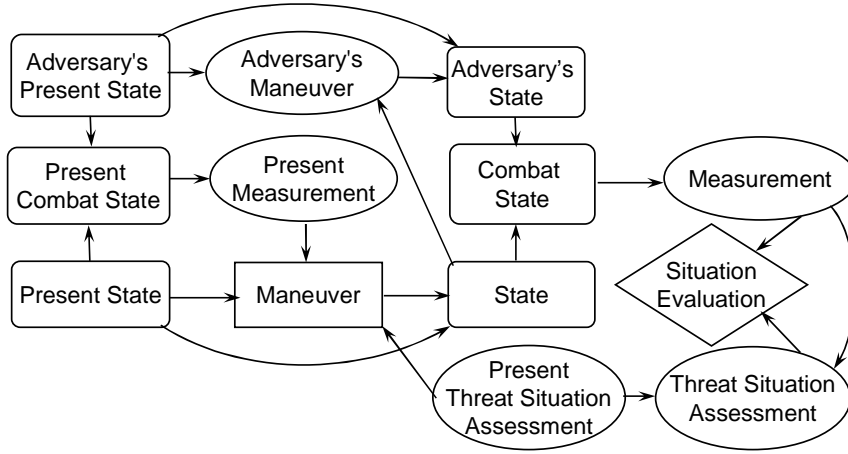 Adversary's
Present State
Adversary's
Maneuver
Adversary’s
State
Present
Combat State
Present
Measurement
Combat
State
Measurement
Present State
Maneuver
State
Situation
Evaluation
Present
Threat Situation
Assessment
Threat Situation
Assessment